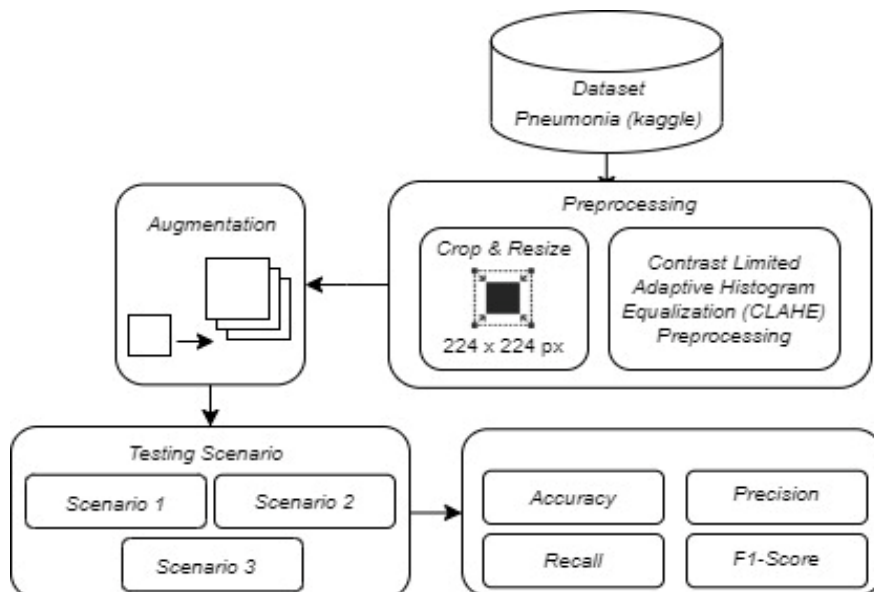 Dataset
Pneumonia (kaggle)
Preprocessing
Crop & Resize
224 x 224 px
Contrast Limited
Adaptive Histogram
Equalization (CLAHE)
Preprocessing
Augmentation
Testing Scenario
Scenario 1
Scenario 2
Scenario 3
Accuracy
Precision
Recall
F1-Score